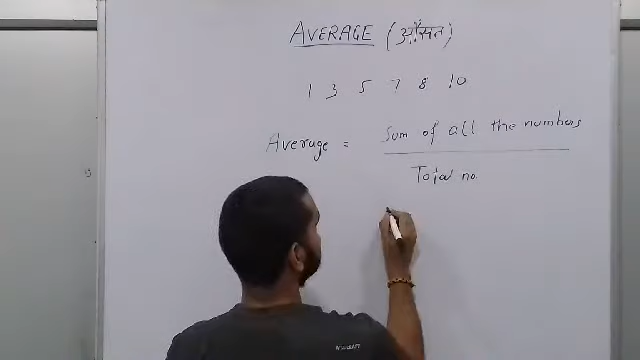 AVERAGE (औसत)
1 3 5 7 8 10
Average = Sum of all the numbers
Total no.